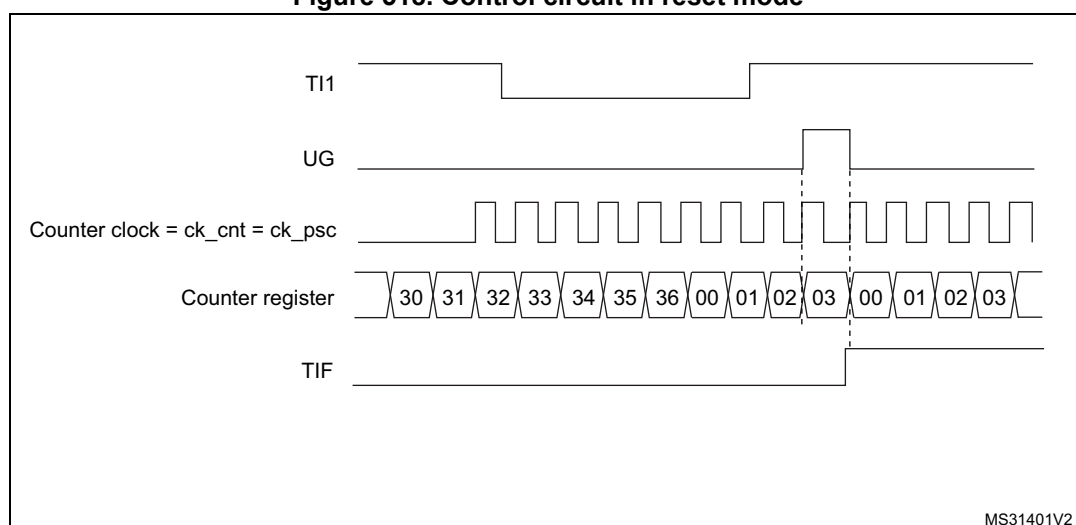 Figure Control circuit in reset mode
TI1
UG
Counter clock = ck_cnt = ck_psc
Counter register 30 31 32 33 34 35 36 00 01 02 03 00 01 02 03
TIF
MS31401V2